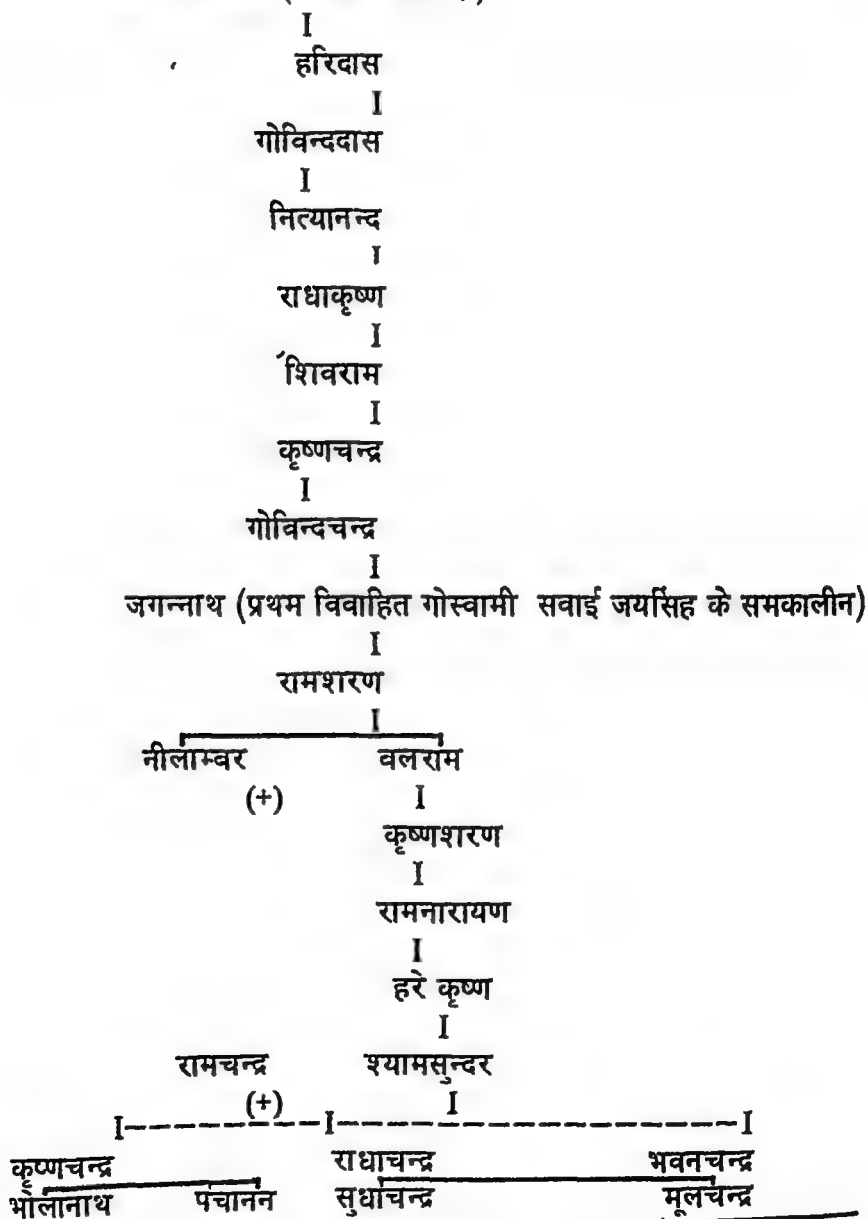 I
हरिदास
I
गोविन्ददास
I
नित्यानन्द
I
राधाकृष्ण
I
शिवराम
I
कृष्णचन्द्र
I
गोविन्दचन्द्र
I
जगन्नाथ (प्रथम विवाहित गोस्वामी सवाई जयसिंह के समकालीन)
I
रामशरण
I
नीलाम्वर वलराम
(+) I
कृष्णशरण
I
रामनारायण
I
हरे कृष्ण
I
रामचन्द्र श्यामसुन्दर
(+) I
I------------I----------------------I
कृष्णचन्द्र राधाचन्द्र भवनचन्द्र
भोलानाथ पंचानन सुधांचन्द्र मूलचन्द्र